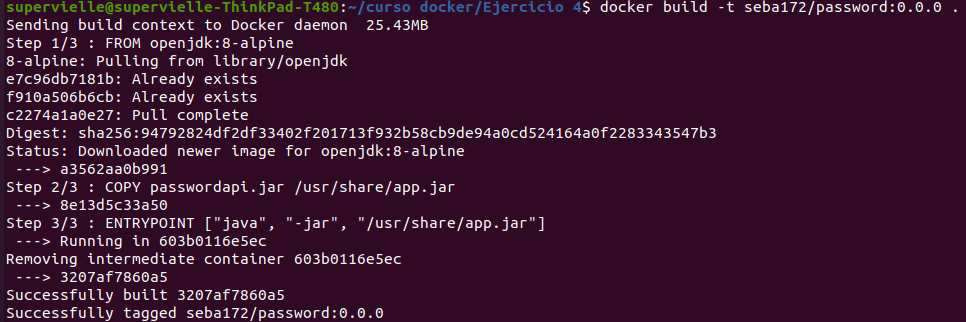 supervielle@supervielle-ThinkPad-T480:~/curso docker/Ejercicio 4$ docker build -t seba172/password:0.0.0 .
Sending build context to Docker daemon  25.43MB
Step 1/3 : FROM openjdk:8-alpine
8-alpine: Pulling from library/openjdk
e7c96db7181b: Already exists
f910a506b6cb: Already exists
c2274a1a0e27: Pull complete
Digest: sha256:94792824df2df33402f201713f932b58cb9de94a0cd524164a0f2283343547b3
Status: Downloaded newer image for openjdk:8-alpine
 ---> a3562aa0b991
Step 2/3 : COPY passwordapi.jar /usr/share/app.jar
 ---> 8e13d5c33a50
Step 3/3 : ENTRYPOINT ["java", "-jar", "/usr/share/app.jar"]
 ---> Running in 603b0116e5ec
Removing intermediate container 603b0116e5ec
 ---> 3207af7860a5
Successfully built 3207af7860a5
Successfully tagged seba172/password:0.0.0